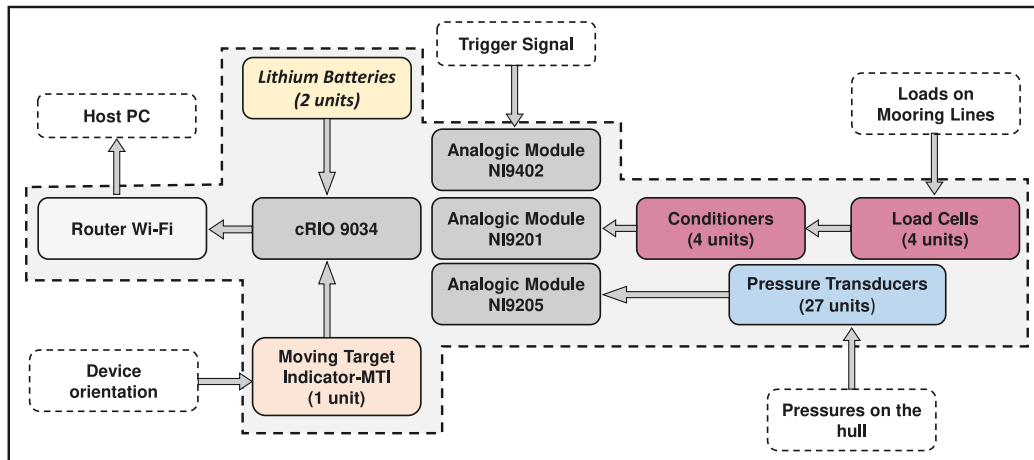 Trigger Signal
Lithium Batteries
(2 units)
Host PC
Loads on
Mooring Lines
Analogic Module
NI9402
Router Wi-Fi
cRIO 9034
Analogic Module
NI9201
Conditioners
(4 units)
Load Cells
(4 units)
Analogic Module
NI9205
Pressure Transducers
(27 units)
Device
orientation
Moving Target
Indicator-MTI
(1 unit)
Pressures on the
hull